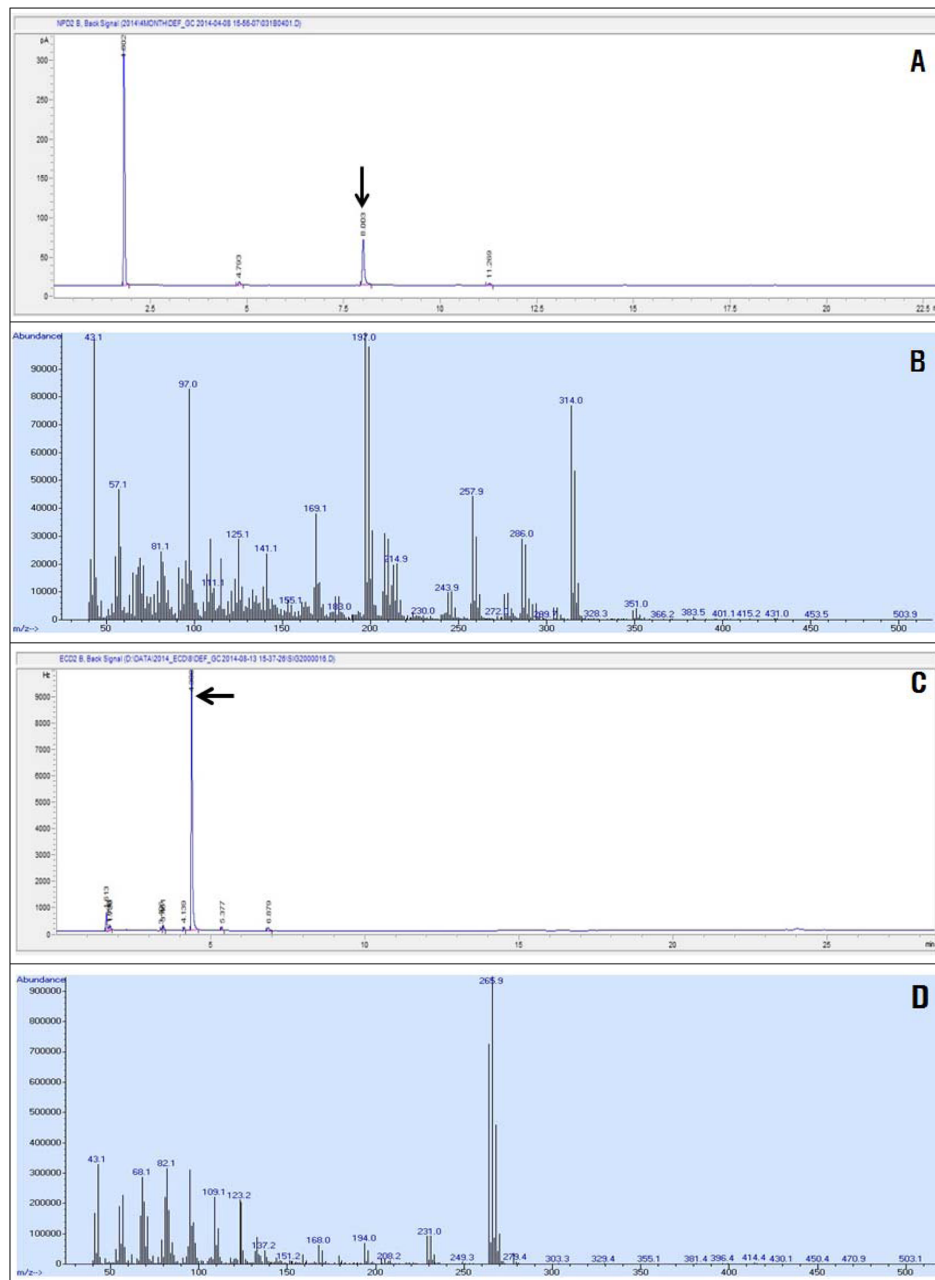 NPD2 B, Back Signal (2014\4MONTH\DEF_GC 2014-04-08 15-56-07\031B0401.D)
pA
A
300
250
200
150
100
50
0
4.793
8.003
11.269
2.5 5 7.5 10 12.5 15 17.5 20 22.5
Abundance
B
90000
80000
70000
60000
50000
40000
30000
20000
10000
0
43.1 57.1 81.1 97.0 111.1 125.1 141.1 155.1 169.1 183.0 197.0 214.9 230.0 243.9 257.9 272. 286.0 314.0 328.3 351.0 366.2 383.5 401.1 415.2 431.0 453.5 503.9
m/z-->
50 100 150 200 250 300 350 400 450 500
ECD2 B, Back Signal (D:\DATA\2014_ECD\8\DEF_GC 2014-08-13 15-37-26\SIG2000016.D)
Hz
C
9000
8000
7000
6000
5000
4000
3000
2000
1000
0
4.139
5.377
6.879
5 10 15 20 25 min
Abundance
D
900000
800000
700000
600000
500000
400000
300000
200000
100000
0
43.1 68.1 82.1 109.1 123.2 137.2 151.2 168.0 194.0 208.2 231.0 249.3 265.9 279.4 303.3 329.4 355.1 381.4 396.4 414.4 430.1 450.4 470.9 503.1
m/z-->
50 100 150 200 250 300 350 400 450 500